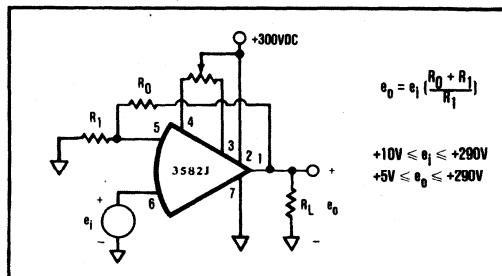 +300VDC
R0
R1
4
5
3
2
1
3582J
6
7
+
ei
–
+
RL eo
–
eo = ei (R0 + R1 / R1)
+10V ≤ ei ≤ +290V
+5V ≤ eo ≤ +290V